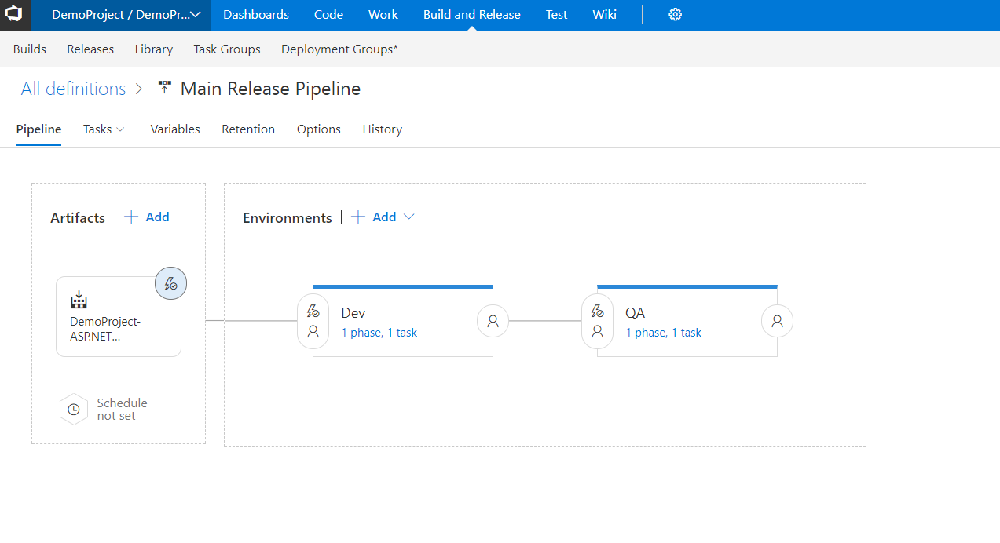 DemoProject / DemoPr... Dashboards Code Work Build and Release Test Wiki
Builds Releases Library Task Groups Deployment Groups*
All definitions > Main Release Pipeline
Pipeline Tasks Variables Retention Options History
Artifacts | + Add
Environments | + Add
DemoProject-
ASP.NET...
Dev
1 phase, 1 task
QA
1 phase, 1 task
Schedule
not set